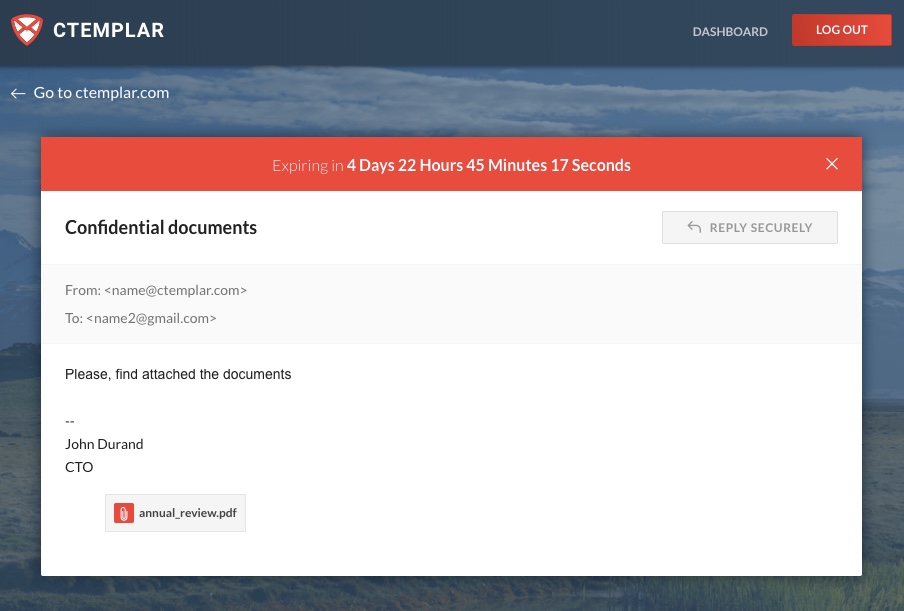 CTEMPLAR
DASHBOARD
LOG OUT
← Go to ctemplar.com
Expiring in 4 Days 22 Hours 45 Minutes 17 Seconds
Confidential documents
REPLY SECURELY
From: <name@ctemplar.com>
To: <name2@gmail.com>
Please, find attached the documents
--
John Durand
CTO
annual_review.pdf